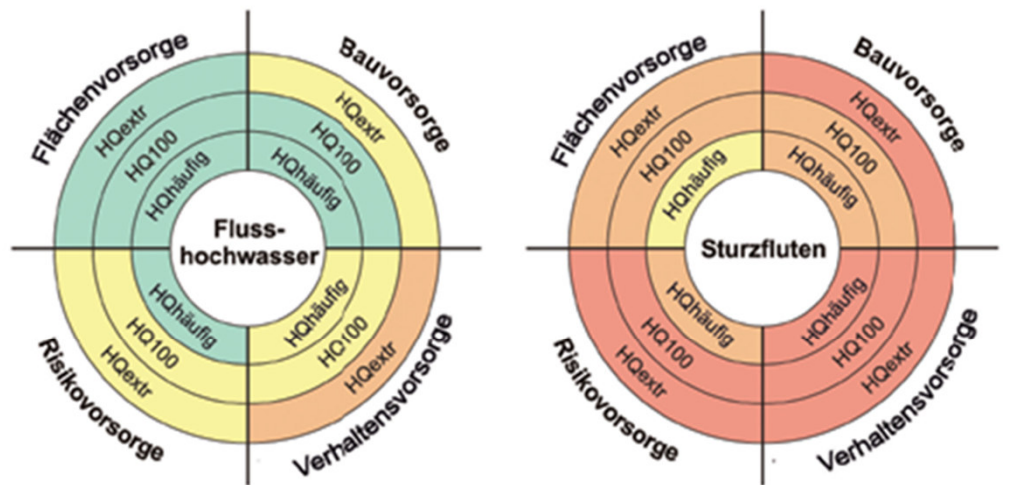 Flächenvorsorge
Bauvorsorge
HQextr
HQ100
HQhäufig
HQextr
HQ100
HQhäufig
Fluss-
hochwasser
HQhäufig
HQ100
HQextr
HQhäufig
HQ100
HQextr
Risikovorsorge
Verhaltensvorsorge
Flächenvorsorge
Bauvorsorge
HQextr
HQ100
HQhäufig
HQextr
HQ100
HQhäufig
Sturzfluten
HQhäufig
HQ100
HQextr
HQhäufig
HQ100
HQextr
Risikovorsorge
Verhaltensvorsorge